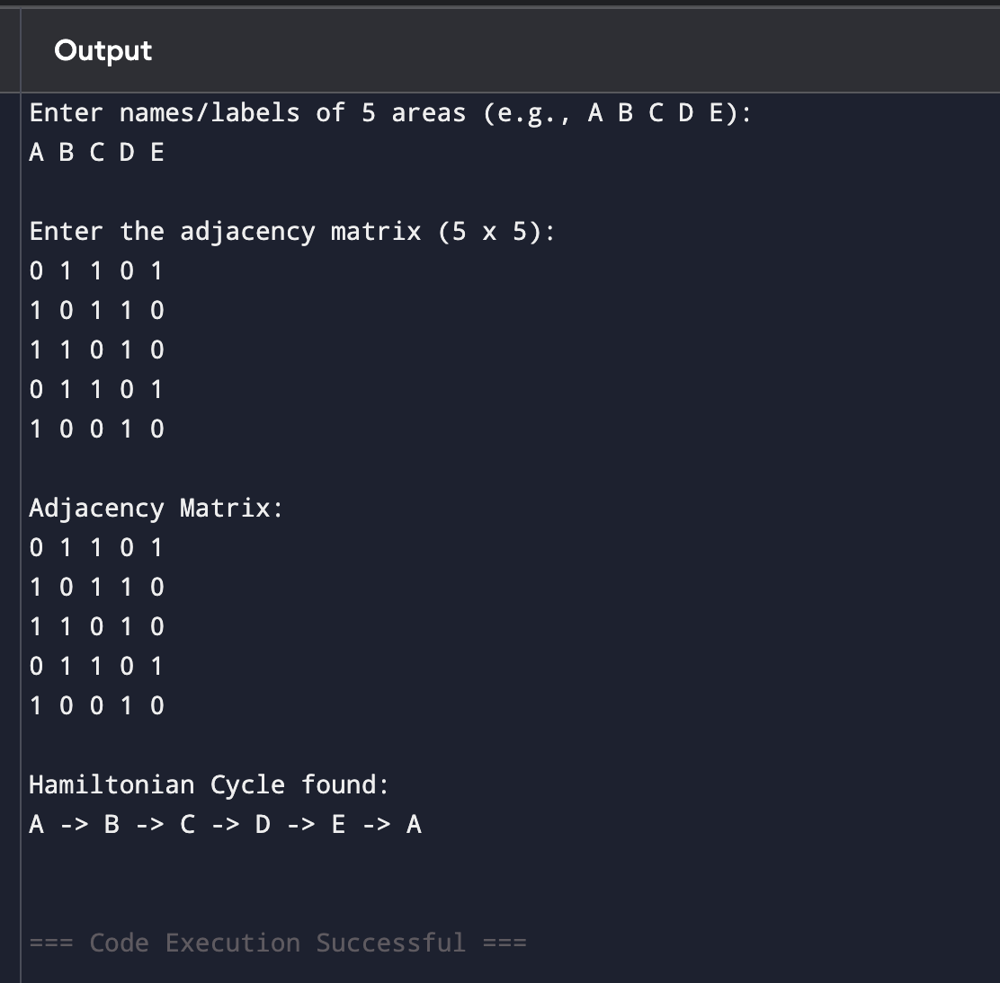 Output
Enter names/labels of 5 areas (e.g., A B C D E):
A B C D E
Enter the adjacency matrix (5 x 5):
0 1 1 0 1
1 0 1 1 0
1 1 0 1 0
0 1 1 0 1
1 0 0 1 0
Adjacency Matrix:
0 1 1 0 1
1 0 1 1 0
1 1 0 1 0
0 1 1 0 1
1 0 0 1 0
Hamiltonian Cycle found:
A -> B -> C -> D -> E -> A
=== Code Execution Successful ===